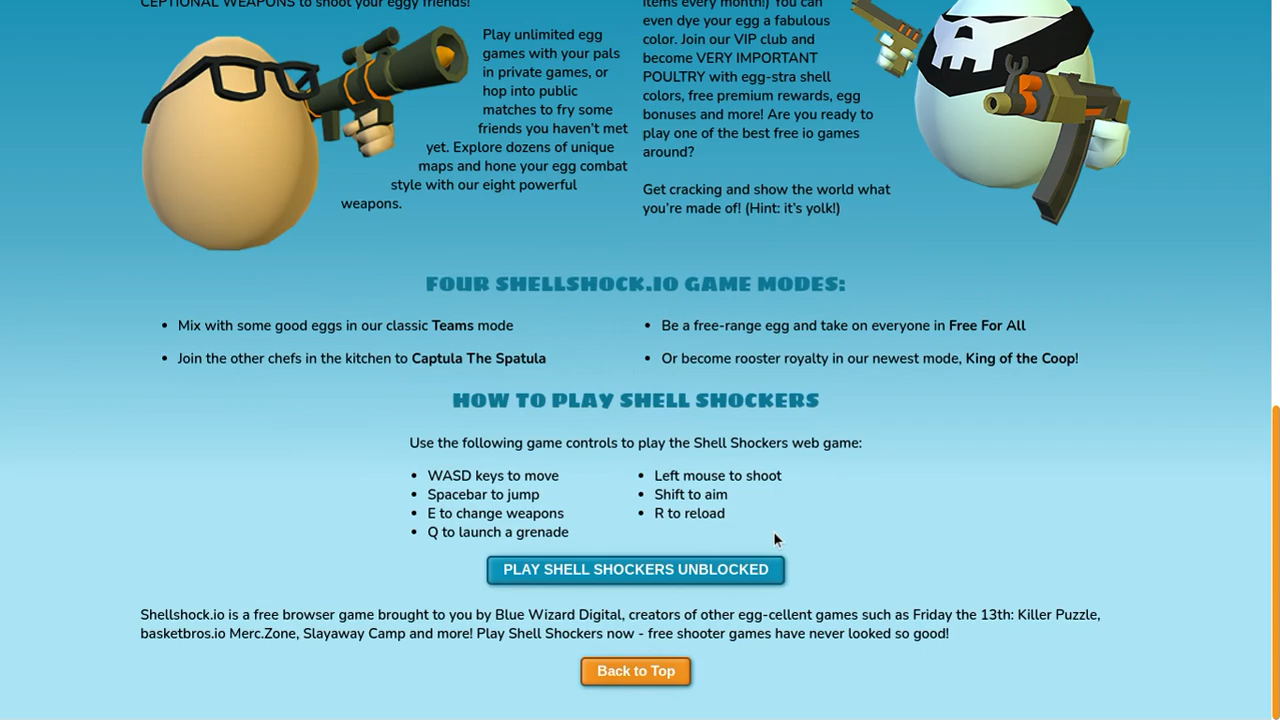 CEPTIONAL WEAPONS to shoot your eggy friends!
Play unlimited egg
games with your pals
in private games, or
hop into public
matches to fry some
friends you haven't met
yet. Explore dozens of unique
maps and hone your egg combat
style with our eight powerful
weapons.
items every month!) You can
even dye your egg a fabulous
color. Join our VIP club and
become VERY IMPORTANT
POULTRY with egg-stra shell
colors, free premium rewards, egg
bonuses and more! Are you ready to
play one of the best free io games
around?
Get cracking and show the world what
you're made of! (Hint: it's yolk!)
FOUR SHELLSHOCK.IO GAME MODES:
• Mix with some good eggs in our classic Teams mode
• Join the other chefs in the kitchen to Captula The Spatula
• Be a free-range egg and take on everyone in Free For All
• Or become rooster royalty in our newest mode, King of the Coop!
HOW TO PLAY SHELL SHOCKERS
Use the following game controls to play the Shell Shockers web game:
• WASD keys to move
• Spacebar to jump
• E to change weapons
• Q to launch a grenade
• Left mouse to shoot
• Shift to aim
• R to reload
PLAY SHELL SHOCKERS UNBLOCKED
Shellshock.io is a free browser game brought to you by Blue Wizard Digital, creators of other egg-cellent games such as Friday the 13th: Killer Puzzle,
basketbros.io Merc.Zone, Slayaway Camp and more! Play Shell Shockers now - free shooter games have never looked so good!
Back to Top